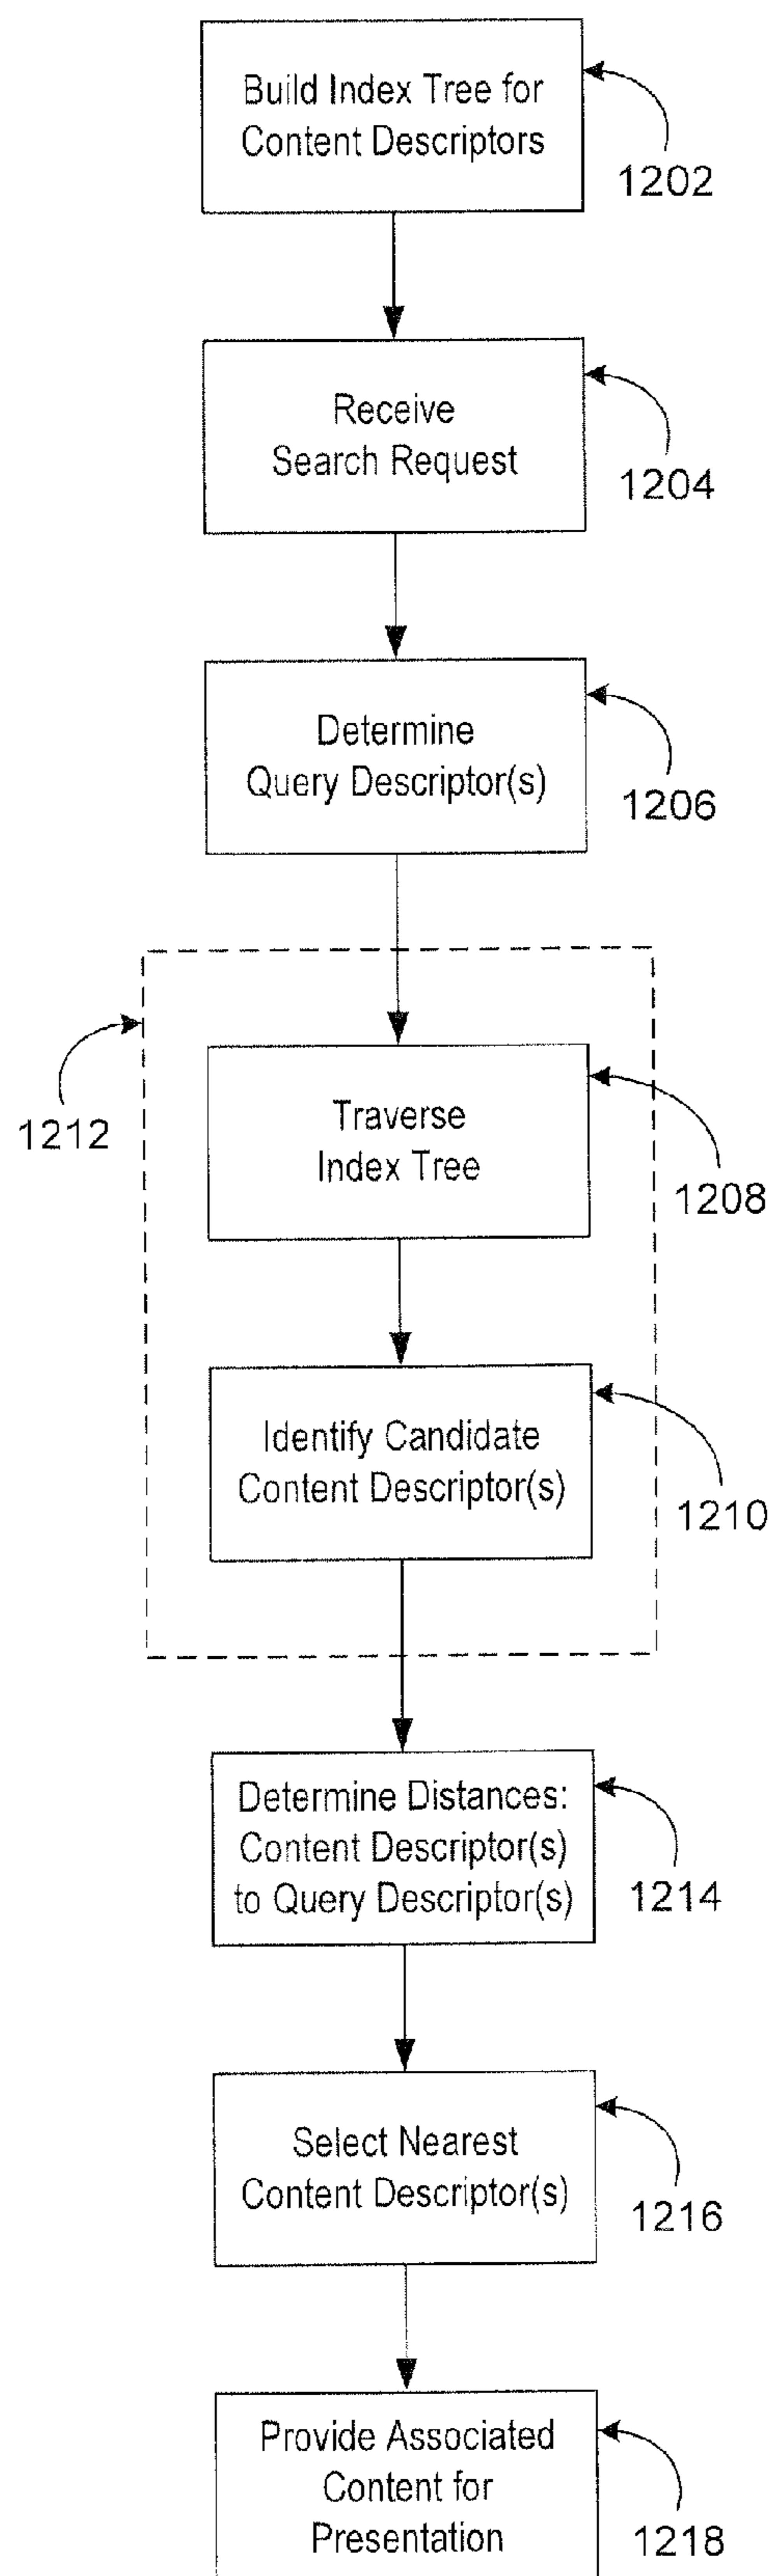 Build Index Tree for
Content Descriptors
1202
Receive
Search Request
1204
Determine
Query Descriptor(s)
1206
1212
Traverse
Index Tree
1208
Identify Candidate
Content Descriptor(s)
1210
Determine Distances:
Content Descriptor(s)
to Query Descriptor(s)
1214
Select Nearest
Content Descriptor(s)
1216
Provide Associated
Content for
Presentation
1218